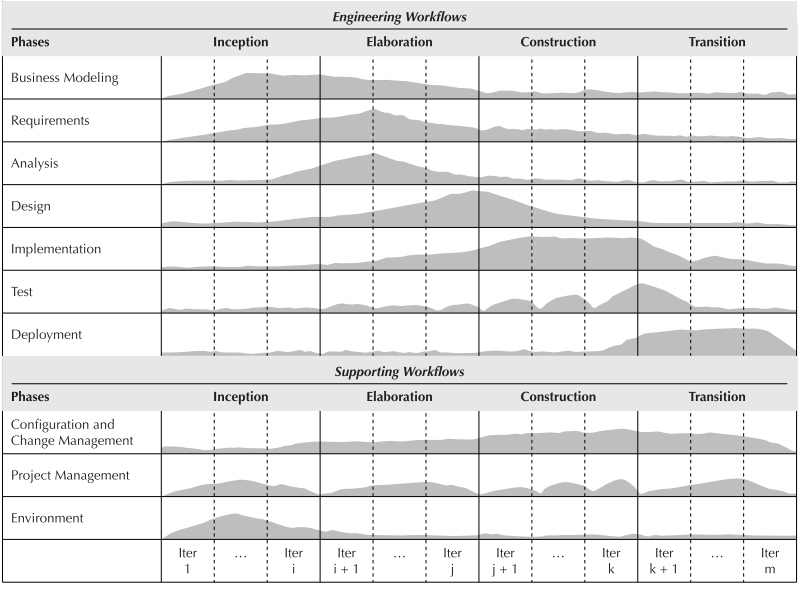 Engineering Workflows
Phases Inception Elaboration Construction Transition
Business Modeling
Requirements
Analysis
Design
Implementation
Test
Deployment
Supporting Workflows
Phases Inception Elaboration Construction Transition
Configuration and
Change Management
Project Management
Environment
Iter 1 … Iter i Iter i + 1 … Iter j Iter j + 1 … Iter k Iter k + 1 … Iter m